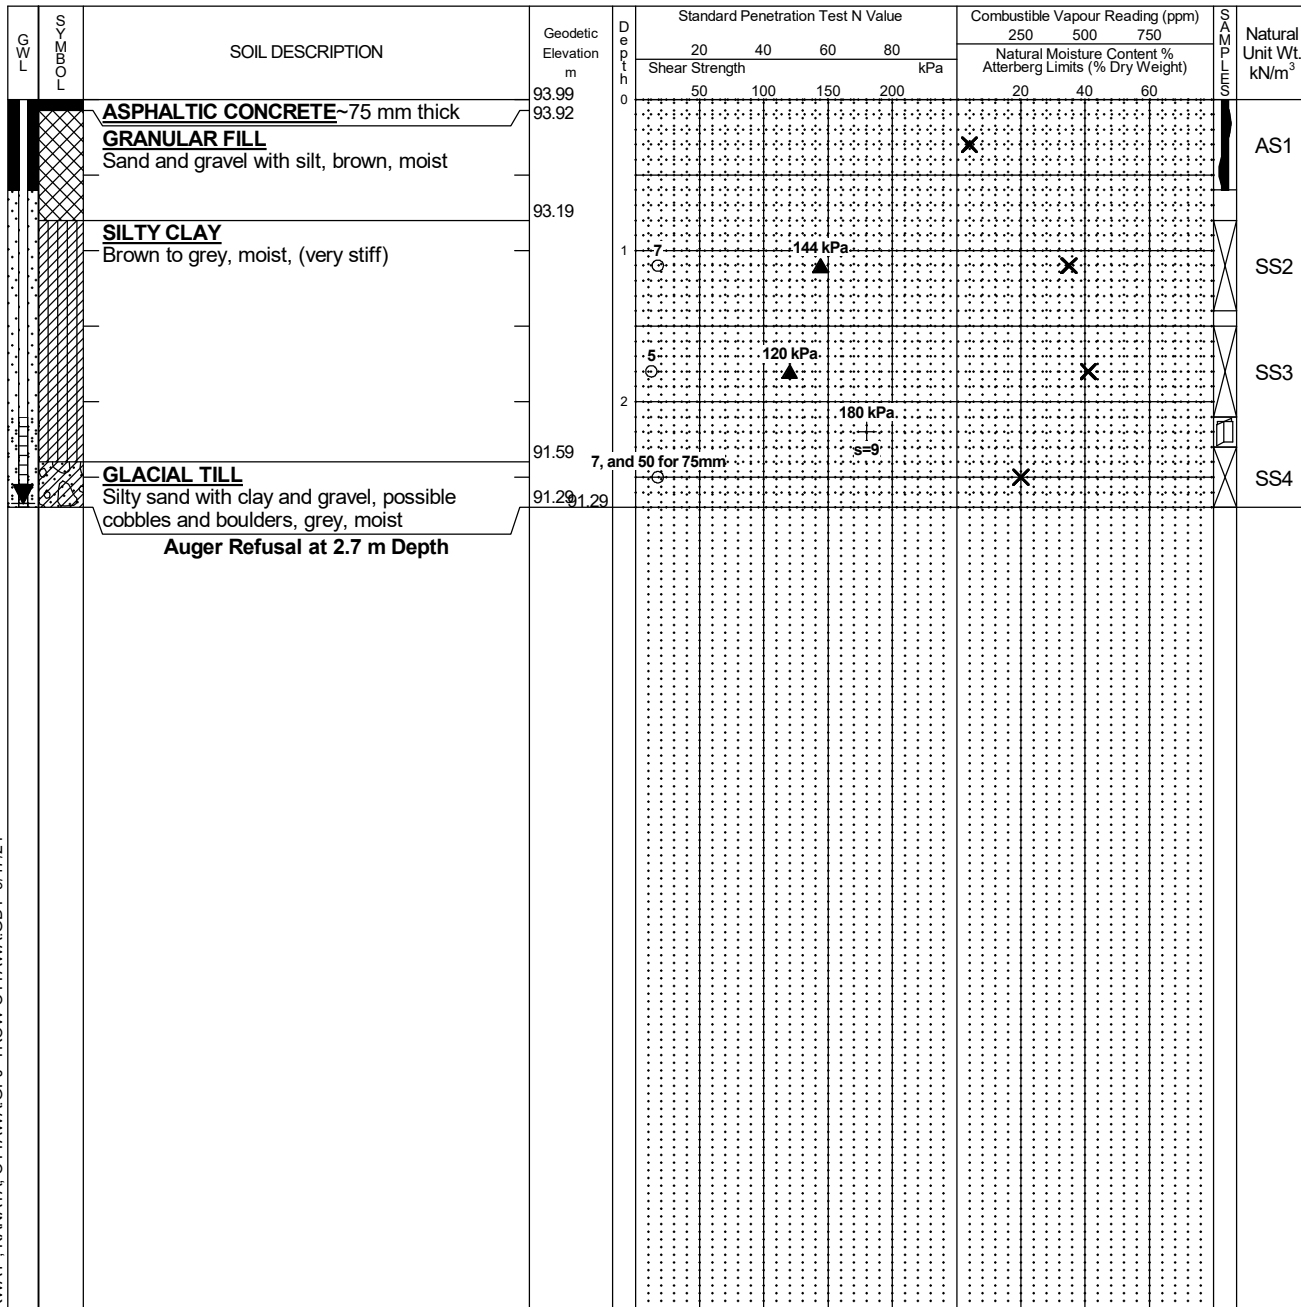 GWL
SYMBOL
SOIL DESCRIPTION
Geodetic
Elevation
m
Depth
Standard Penetration Test N Value
20 40 60 80
Shear Strength kPa
50 100 150 200
Combustible Vapour Reading (ppm)
250 500 750
Natural Moisture Content %
Atterberg Limits (% Dry Weight)
20 40 60
SAMPLES
Natural
Unit Wt.
kN/m³
93.99
0
ASPHALTIC CONCRETE~75 mm thick
93.92
GRANULAR FILL
Sand and gravel with silt, brown, moist
AS1
93.19
SILTY CLAY
Brown to grey, moist, (very stiff)
1
7
144 kPa
SS2
5
120 kPa
SS3
2
180 kPa
s=9
91.59
7, and 50 for 75mm
GLACIAL TILL
Silty sand with clay and gravel, possible
cobbles and boulders, grey, moist
91.29
91.29
SS4
Auger Refusal at 2.7 m Depth